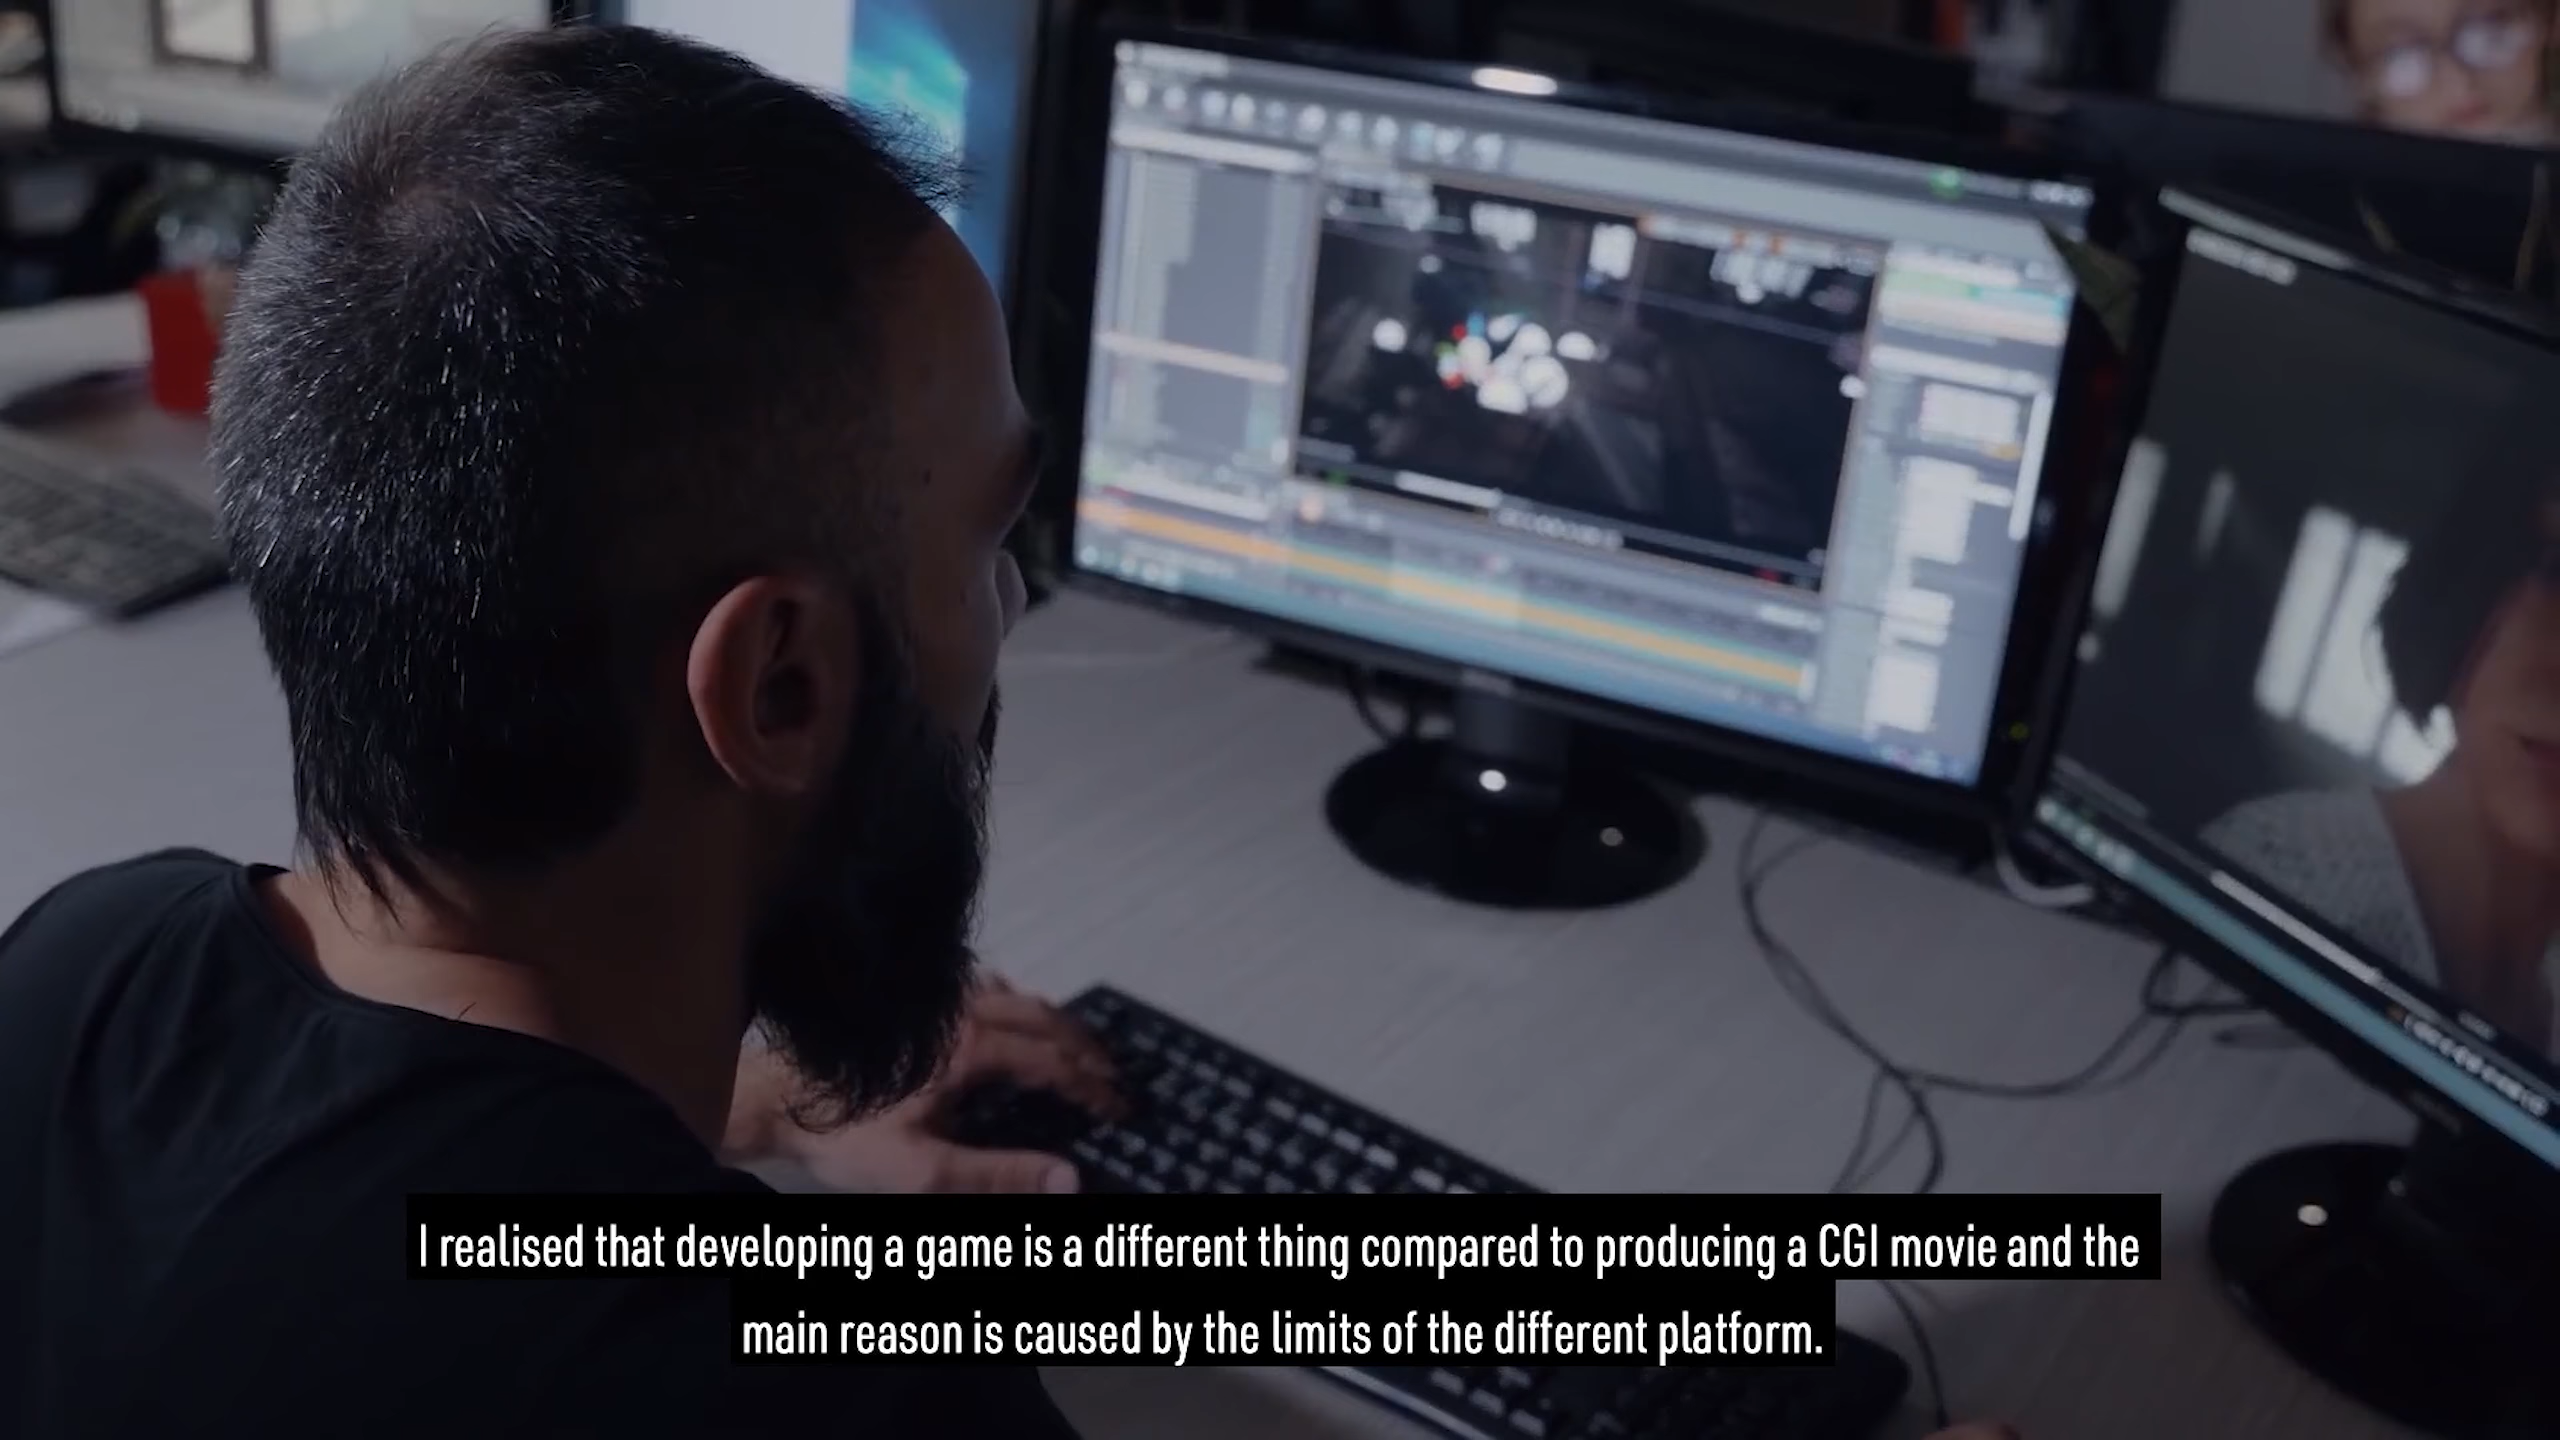 I realised that developing a game is a different thing compared to producing a CGI movie and the
main reason is caused by the limits of the different platform.